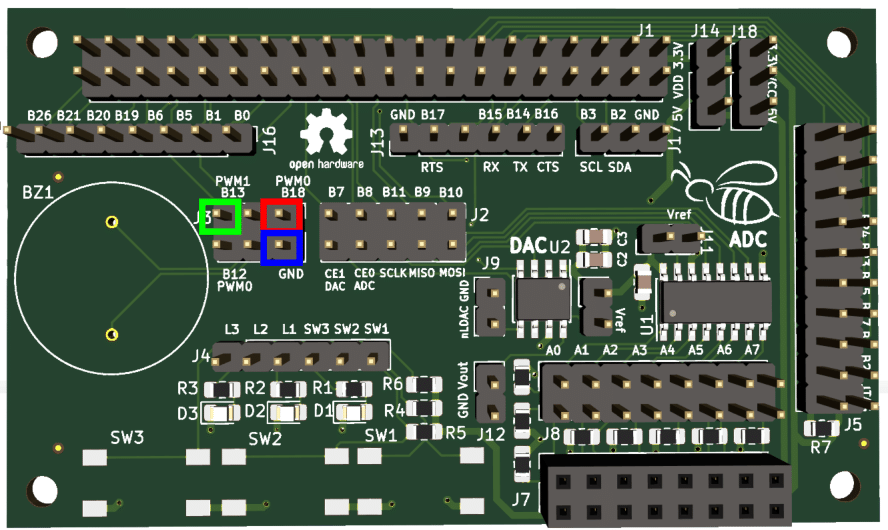 J1
J14 J18
VDD 3.3V
3.3V VCC 5V
J17 5V
B26 B21 B20 B19 B6 B5 B1 B0
J16
open hardware
J13
GND B17 B15 B14 B16
RTS RX TX CTS
B3 B2 GND
SCL SDA
BZ1
PWM1 PWM0
B13 B18
J3
B12 GND
PWM0
B7 B8 B11 B9 B10
J2
CE1 CE0 SCLK MISO MOSI
DAC ADC
DAC U2
C3
C2
Vref
J11
ADC
J9
nLDAC GND
Vref
U1
A0 A1 A2 A3 A4 A5 A6 A7
L3 L2 L1 SW3 SW2 SW1
J4
R3 R2 R1 R6
D3 D2 D1 R4
R5
GND Vout
J12
SW3 SW2 SW1
J8
J7
J5
R7